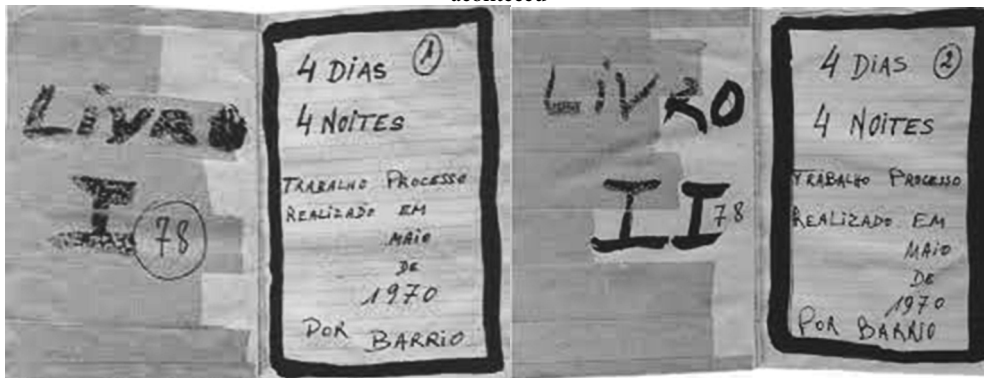 LiVRO
I
78
4 DiAS 1
4 NOiTES
TRABALHO PROCESSO
REALIZADO EM
MAiO
DE
1970
POR BARRiO
LiVRO
II
78
4 DiAS 2
4 NOiTES
TRABALHO PROCESSO
REALIZADO EM
MAiO
DE
1970
POR BARRiO